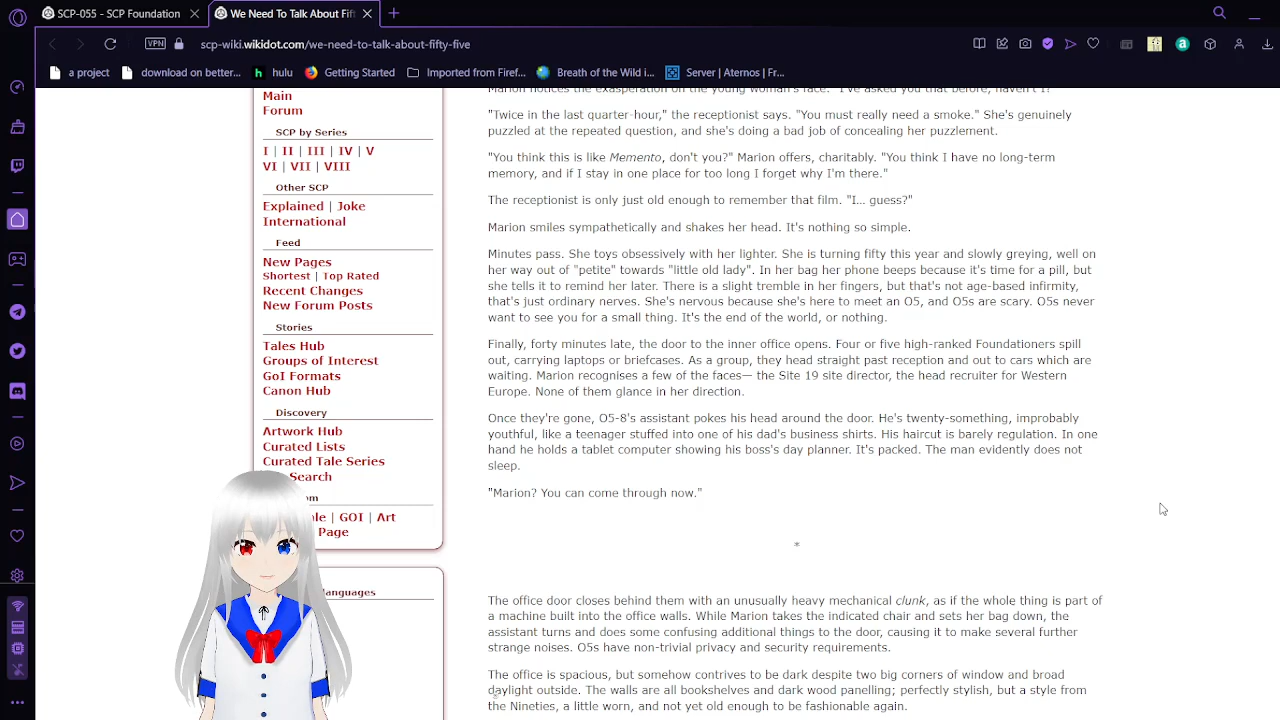 SCP-055 - SCP Foundation
We Need To Talk About Fif
VPN
scp-wiki.wikidot.com/we-need-to-talk-about-fifty-five
a project
download on better...
hulu
Getting Started
Imported from Firef...
Breath of the Wild i...
Server | Aternos | Fr...
Main
Forum
SCP by Series
I | II | III | IV | V
VI | VII | VIII
Other SCP
Explained | Joke
International
Feed
New Pages
Shortest | Top Rated
Recent Changes
New Forum Posts
Stories
Tales Hub
Groups of Interest
GoI Formats
Canon Hub
Discovery
Artwork Hub
Curated Lists
Curated Tale Series
Search
om
le | GOI | Art
Page
languages
Marion notices the exasperation on the young woman's face. "I've asked you that before, haven't I?"
"Twice in the last quarter-hour," the receptionist says. "You must really need a smoke." She's genuinely
puzzled at the repeated question, and she's doing a bad job of concealing her puzzlement.
"You think this is like Memento, don't you?" Marion offers, charitably. "You think I have no long-term
memory, and if I stay in one place for too long I forget why I'm there."
The receptionist is only just old enough to remember that film. "I... guess?"
Marion smiles sympathetically and shakes her head. It's nothing so simple.
Minutes pass. She toys obsessively with her lighter. She is turning fifty this year and slowly greying, well on
her way out of "petite" towards "little old lady". In her bag her phone beeps because it's time for a pill, but
she tells it to remind her later. There is a slight tremble in her fingers, but that's not age-based infirmity,
that's just ordinary nerves. She's nervous because she's here to meet an O5, and O5s are scary. O5s never
want to see you for a small thing. It's the end of the world, or nothing.
Finally, forty minutes late, the door to the inner office opens. Four or five high-ranked Foundationers spill
out, carrying laptops or briefcases. As a group, they head straight past reception and out to cars which are
waiting. Marion recognises a few of the faces— the Site 19 site director, the head recruiter for Western
Europe. None of them glance in her direction.
Once they're gone, O5-8's assistant pokes his head around the door. He's twenty-something, improbably
youthful, like a teenager stuffed into one of his dad's business shirts. His haircut is barely regulation. In one
hand he holds a tablet computer showing his boss's day planner. It's packed. The man evidently does not
sleep.
"Marion? You can come through now."
*
The office door closes behind them with an unusually heavy mechanical clunk, as if the whole thing is part of
a machine built into the office walls. While Marion takes the indicated chair and sets her bag down, the
assistant turns and does some confusing additional things to the door, causing it to make several further
strange noises. O5s have non-trivial privacy and security requirements.
The office is spacious, but somehow contrives to be dark despite two big corners of window and broad
daylight outside. The walls are all bookshelves and dark wood panelling; perfectly stylish, but a style from
the Nineties, a little worn, and not yet old enough to be fashionable again.